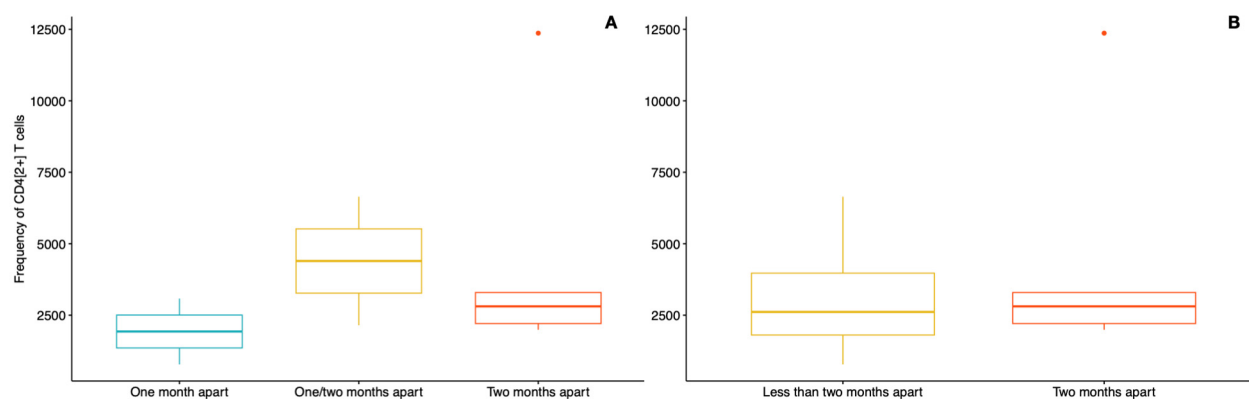 A
12500
10000
7500
5000
2500
Frequency of CD4[2+] T cells
One month apart
One/two months apart
Two months apart
B
12500
10000
7500
5000
2500
Less than two months apart
Two months apart